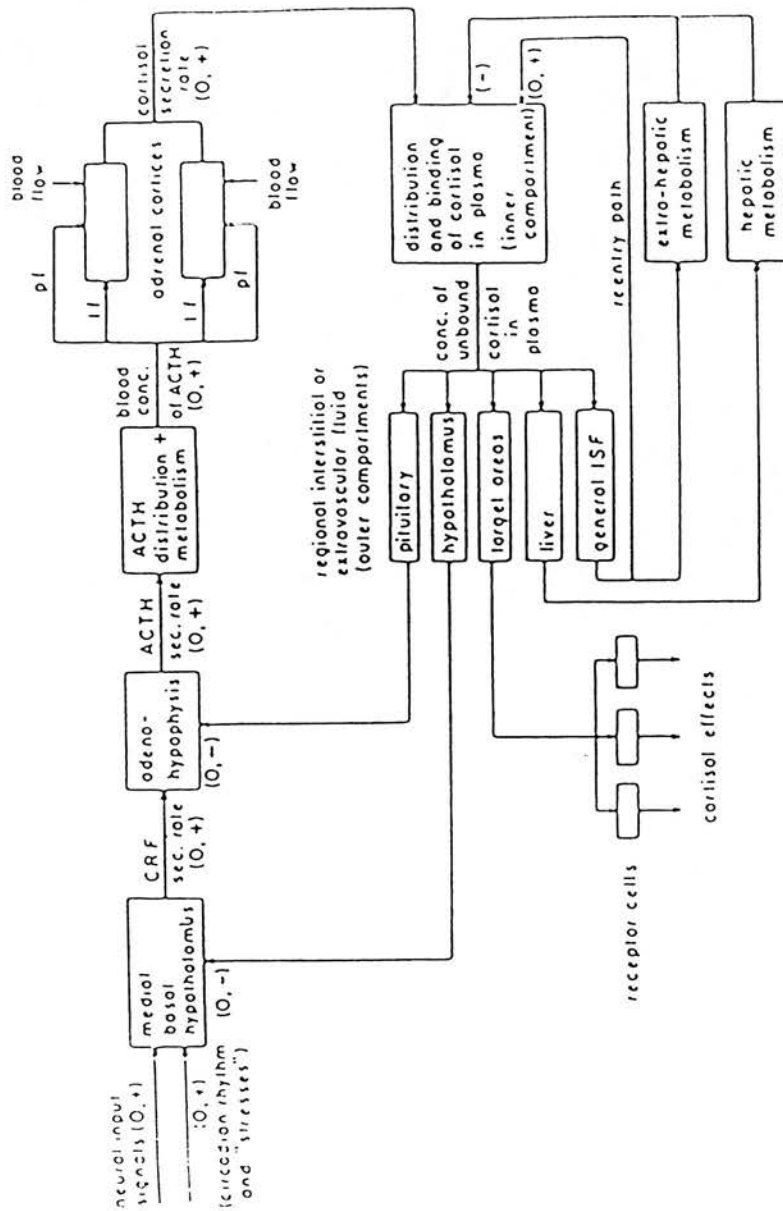 neural input
signals (0, +)
(0, +)
(circadian rhythm
and "stresses")
medial
basal
hypothalamus
(0, -)
CRF
sec. rate
(0, +)
adeno-
hypophysis
(0, -)
ACTH
sec. rate
(0, +)
ACTH
distribution +
metabolism
blood conc.
of ACTH
(0, +)
pf
ff
ff
pf
blood
flow
adrenal cortices
blood
flow
cortisol
secretion
rate
(0, +)
regional interstitial or
extravascular fluid
(outer compartments)
pituitary
hypothalamus
target areas
liver
general ISF
conc. of
unbound
cortisol
in
plasma
distribution
and binding
of cortisol
in plasma
(inner
compartment)
(-)
(0, +)
reentry path
extra-hepatic
metabolism
hepatic
metabolism
receptor cells
cortisol effects